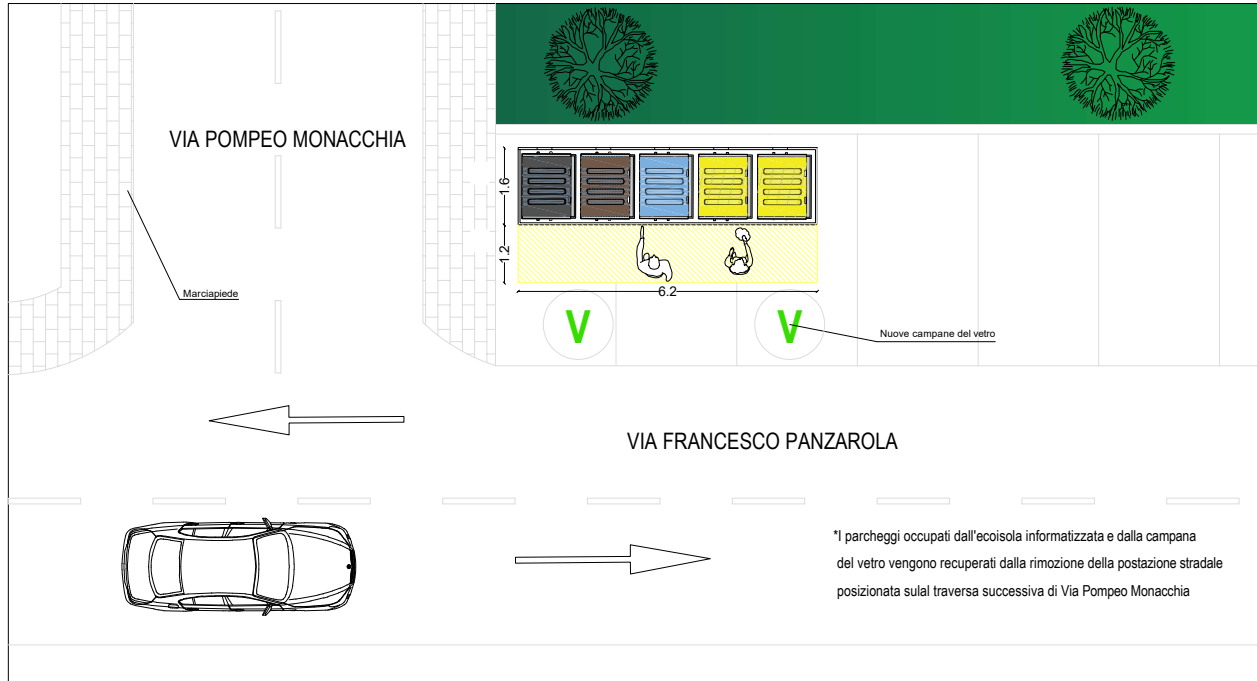 VIA POMPEO MONACCHIA
1.6
1.2
6.2
Marciapiede
V
V
Nuove campane del vetro
VIA FRANCESCO PANZAROLA
*I parcheggi occupati dall'ecoisola informatizzata e dalla campana
del vetro vengono recuperati dalla rimozione della postazione stradale
posizionata sulal traversa successiva di Via Pompeo Monacchia